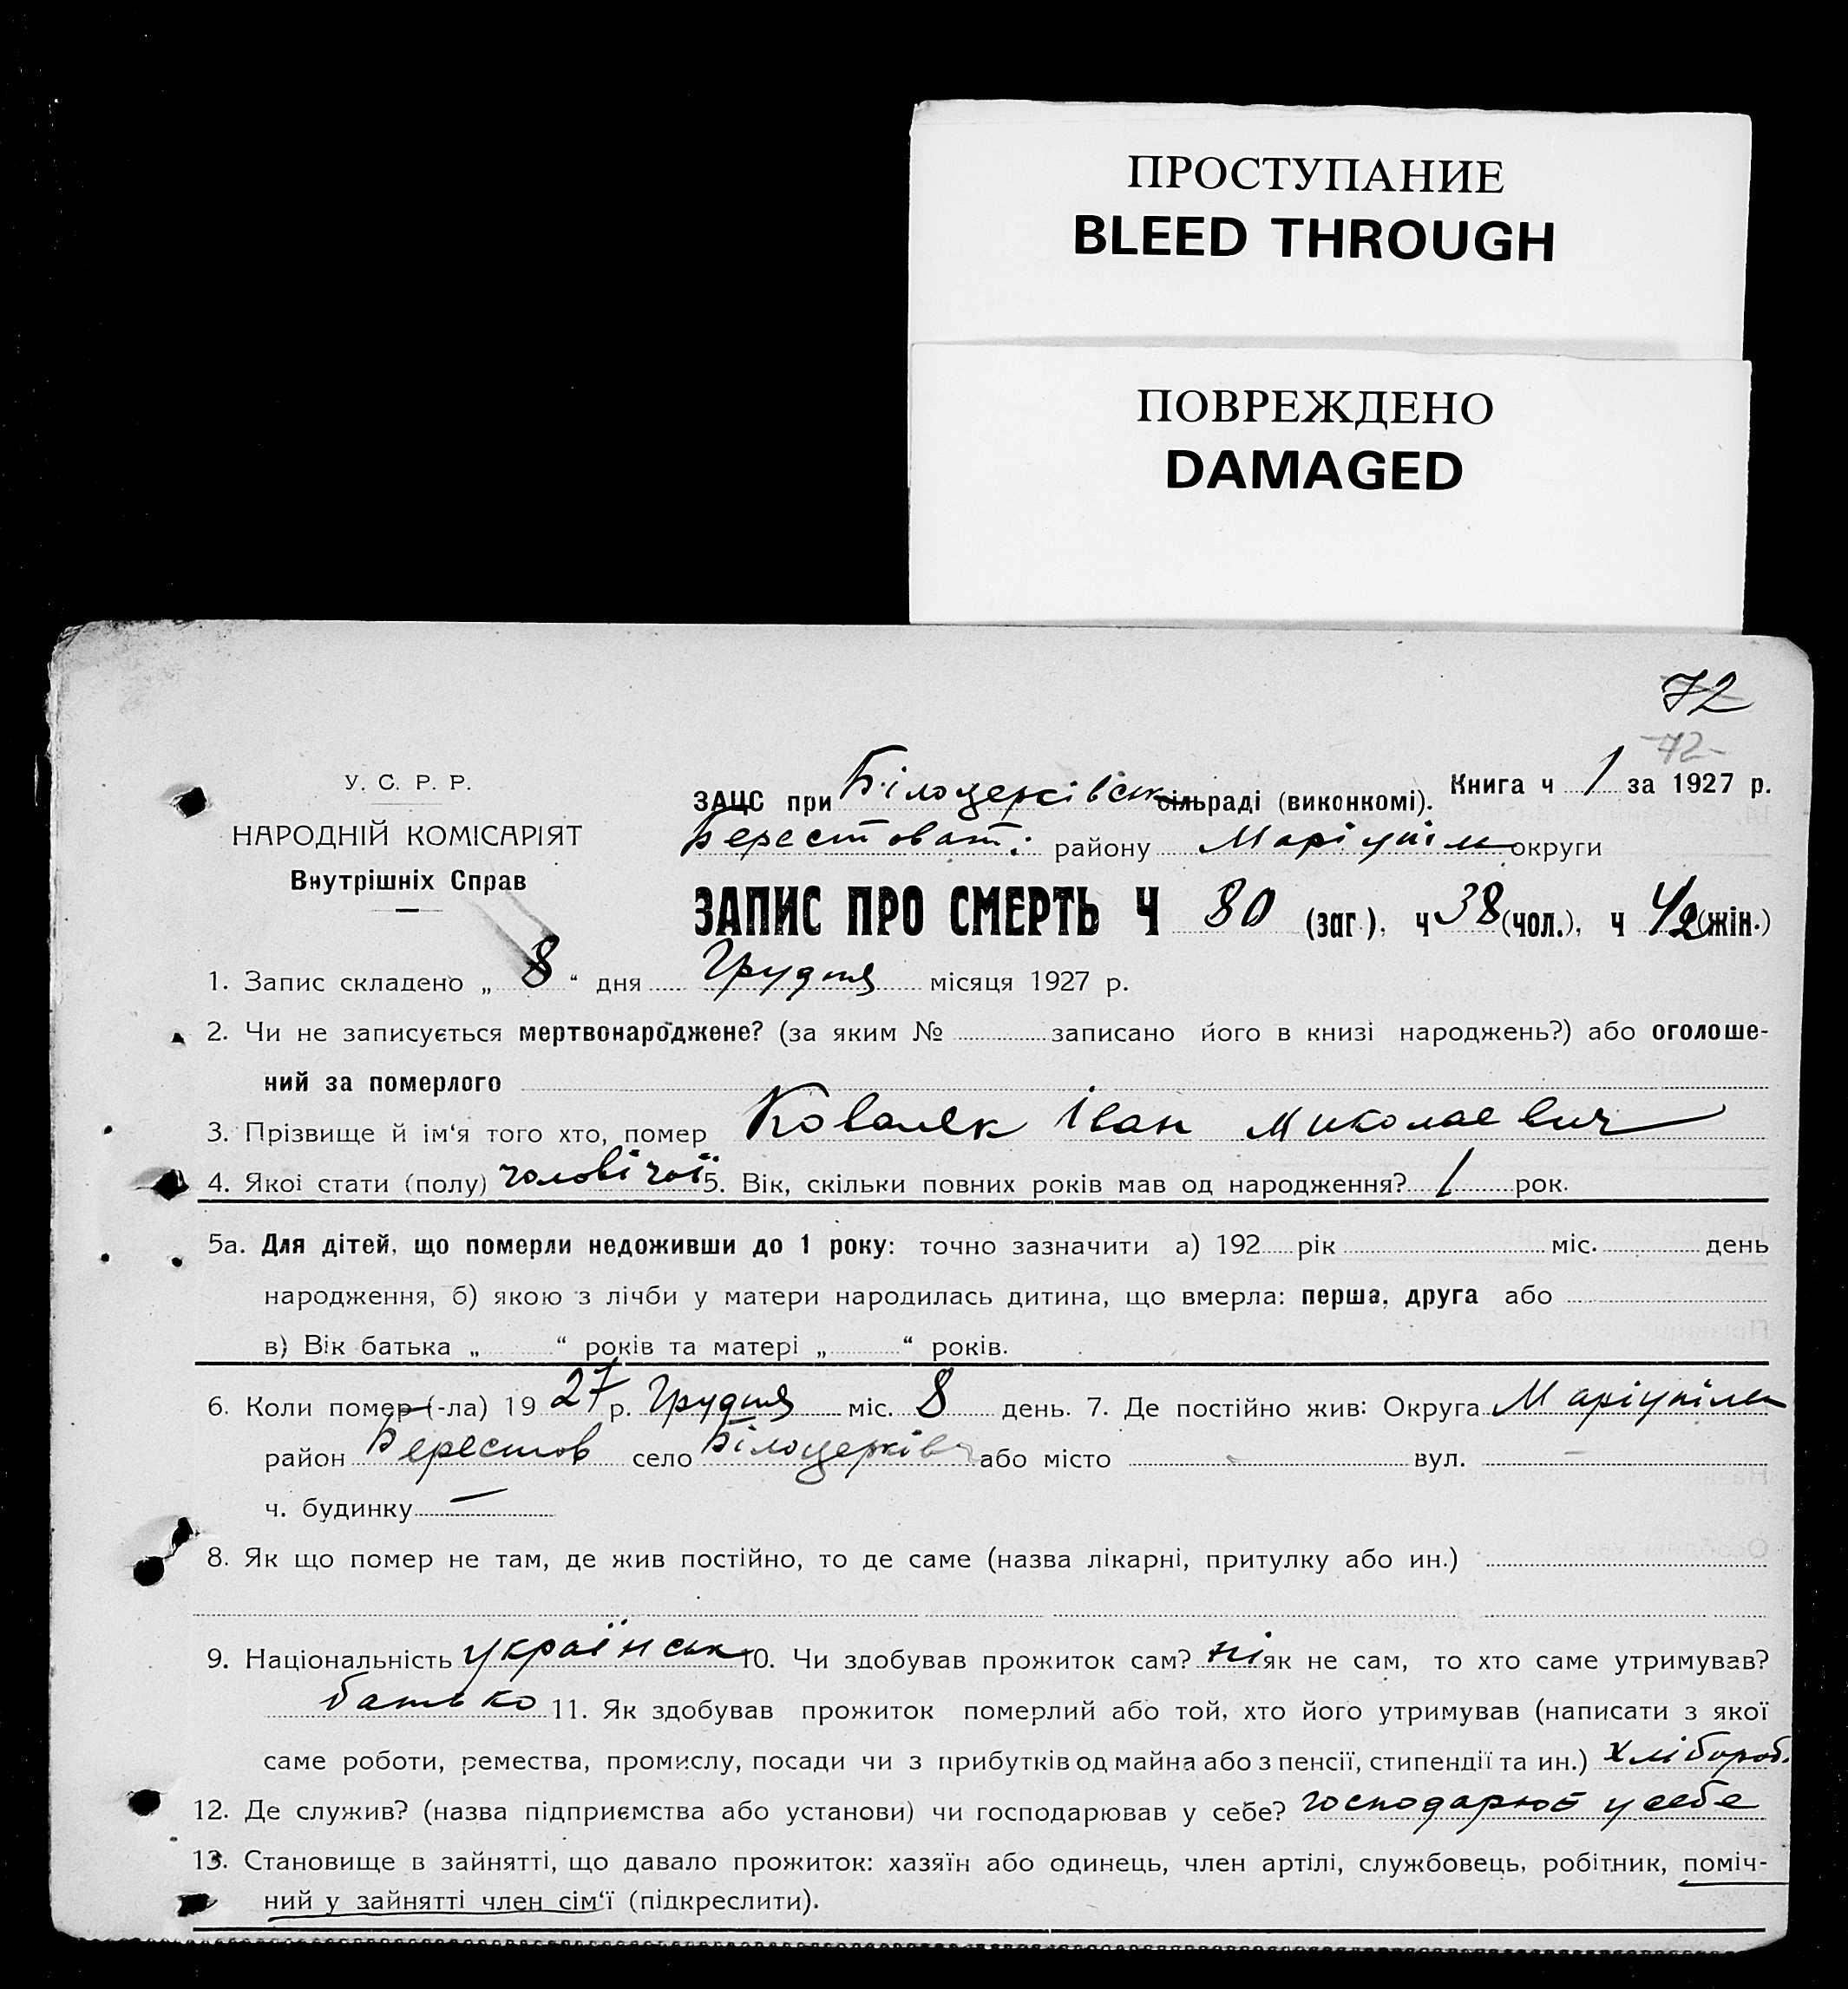 ПРОСТУПАНИЕ
BLEED THROUGH
ПОВРЕЖДЕНО
DAMAGED
72
72
У. С. Р. Р.
НАРОДНІЙ КОМІСАРІЯТ
Внутрішніх Справ
ЗАЦС при Білоцерківськ сільраді (виконкомі). Книга ч 1 за 1927 р.
Берестоват: району Маріупільокруги
ЗАПИС ПРО СМЕРТЬ Ч 80 (заг.), ч 38 (чол.), ч 42 (жін.)
1. Запис складено „ 8 “ дня Грудня місяця 1927 р.
2. Чи не записується мертвонароджене? (за яким № записано його в книзі народжень?) або оголоше-
ний за померлого
3. Прізвище й ім‘я того хто, помер Коваляк Іван Миколаевич
4. Якої стати (полу) чоловічої 5. Вік, скільки повних років мав од народження? 1 рок.
5а. Для дітей, що померли недоживши до 1 року: точно зазначити а) 192 рік міс. день
народження, б) якою з лічби у матери народилась дитина, що вмерла: перша, друга або
в) Вік батька „ “ років та матері „ “ років.
6. Коли помер (-ла) 19 27 р. Грудня міс. 8 день. 7. Де постійно жив: Округа Маріупільськ
район Берестов село Білоцерків або місто вул. —
ч. будинку —
8. Як що помер не там, де жив постійно, то де саме (назва лікарні, притулку або ин.)
9. Національність українськ 10. Чи здобував прожиток сам? ні як не сам, то хто саме утримував?
батько 11. Як здобував прожиток померлий або той, хто його утримував (написати з якої
саме роботи, ремества, промислу, посади чи з прибутків од майна або з пенсії, стипендії та ин.) хлібороб.
12. Де служив? (назва підприємства або установи) чи господарював у себе? господарюв у себе
13. Становище в зайнятті, що давало прожиток: хазяїн або одинець, член артілі, службовець, робітник, поміч-
ний у зайнятті член сім‘ї (підкреслити).